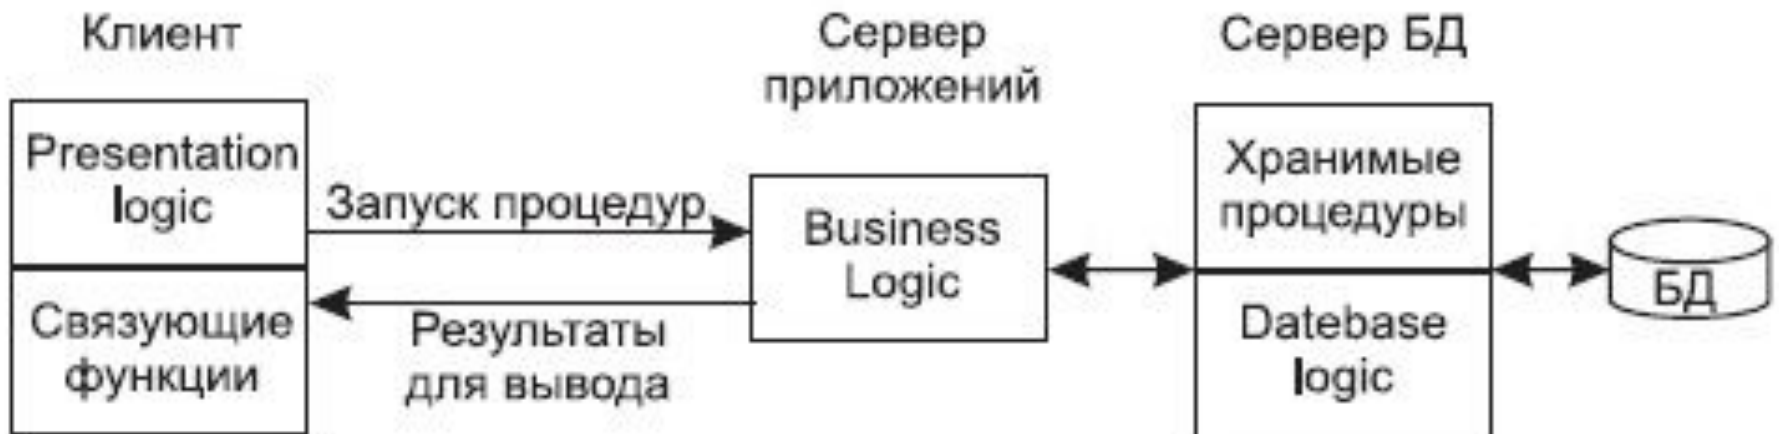 Клиент
Сервер
приложений
Сервер БД
Presentation
logic
Связующие
функции
Запуск процедур
Результаты
для вывода
Business
Logic
Хранимые
процедуры
Datebase
logic
БД